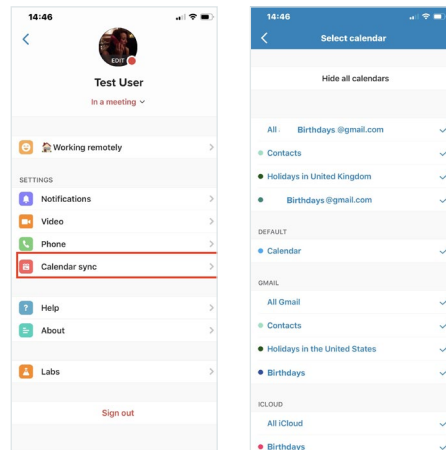 14:46
EDIT
Test User
In a meeting
Working remotely
SETTINGS
Notifications
Video
Phone
Calendar sync
Help
About
Labs
Sign out
14:46
Select calendar
Hide all calendars
All Birthdays @gmail.com
Contacts
Holidays in United Kingdom
Birthdays @gmail.com
DEFAULT
Calendar
GMAIL
All Gmail
Contacts
Holidays in the United States
Birthdays
ICLOUD
All iCloud
Birthdays